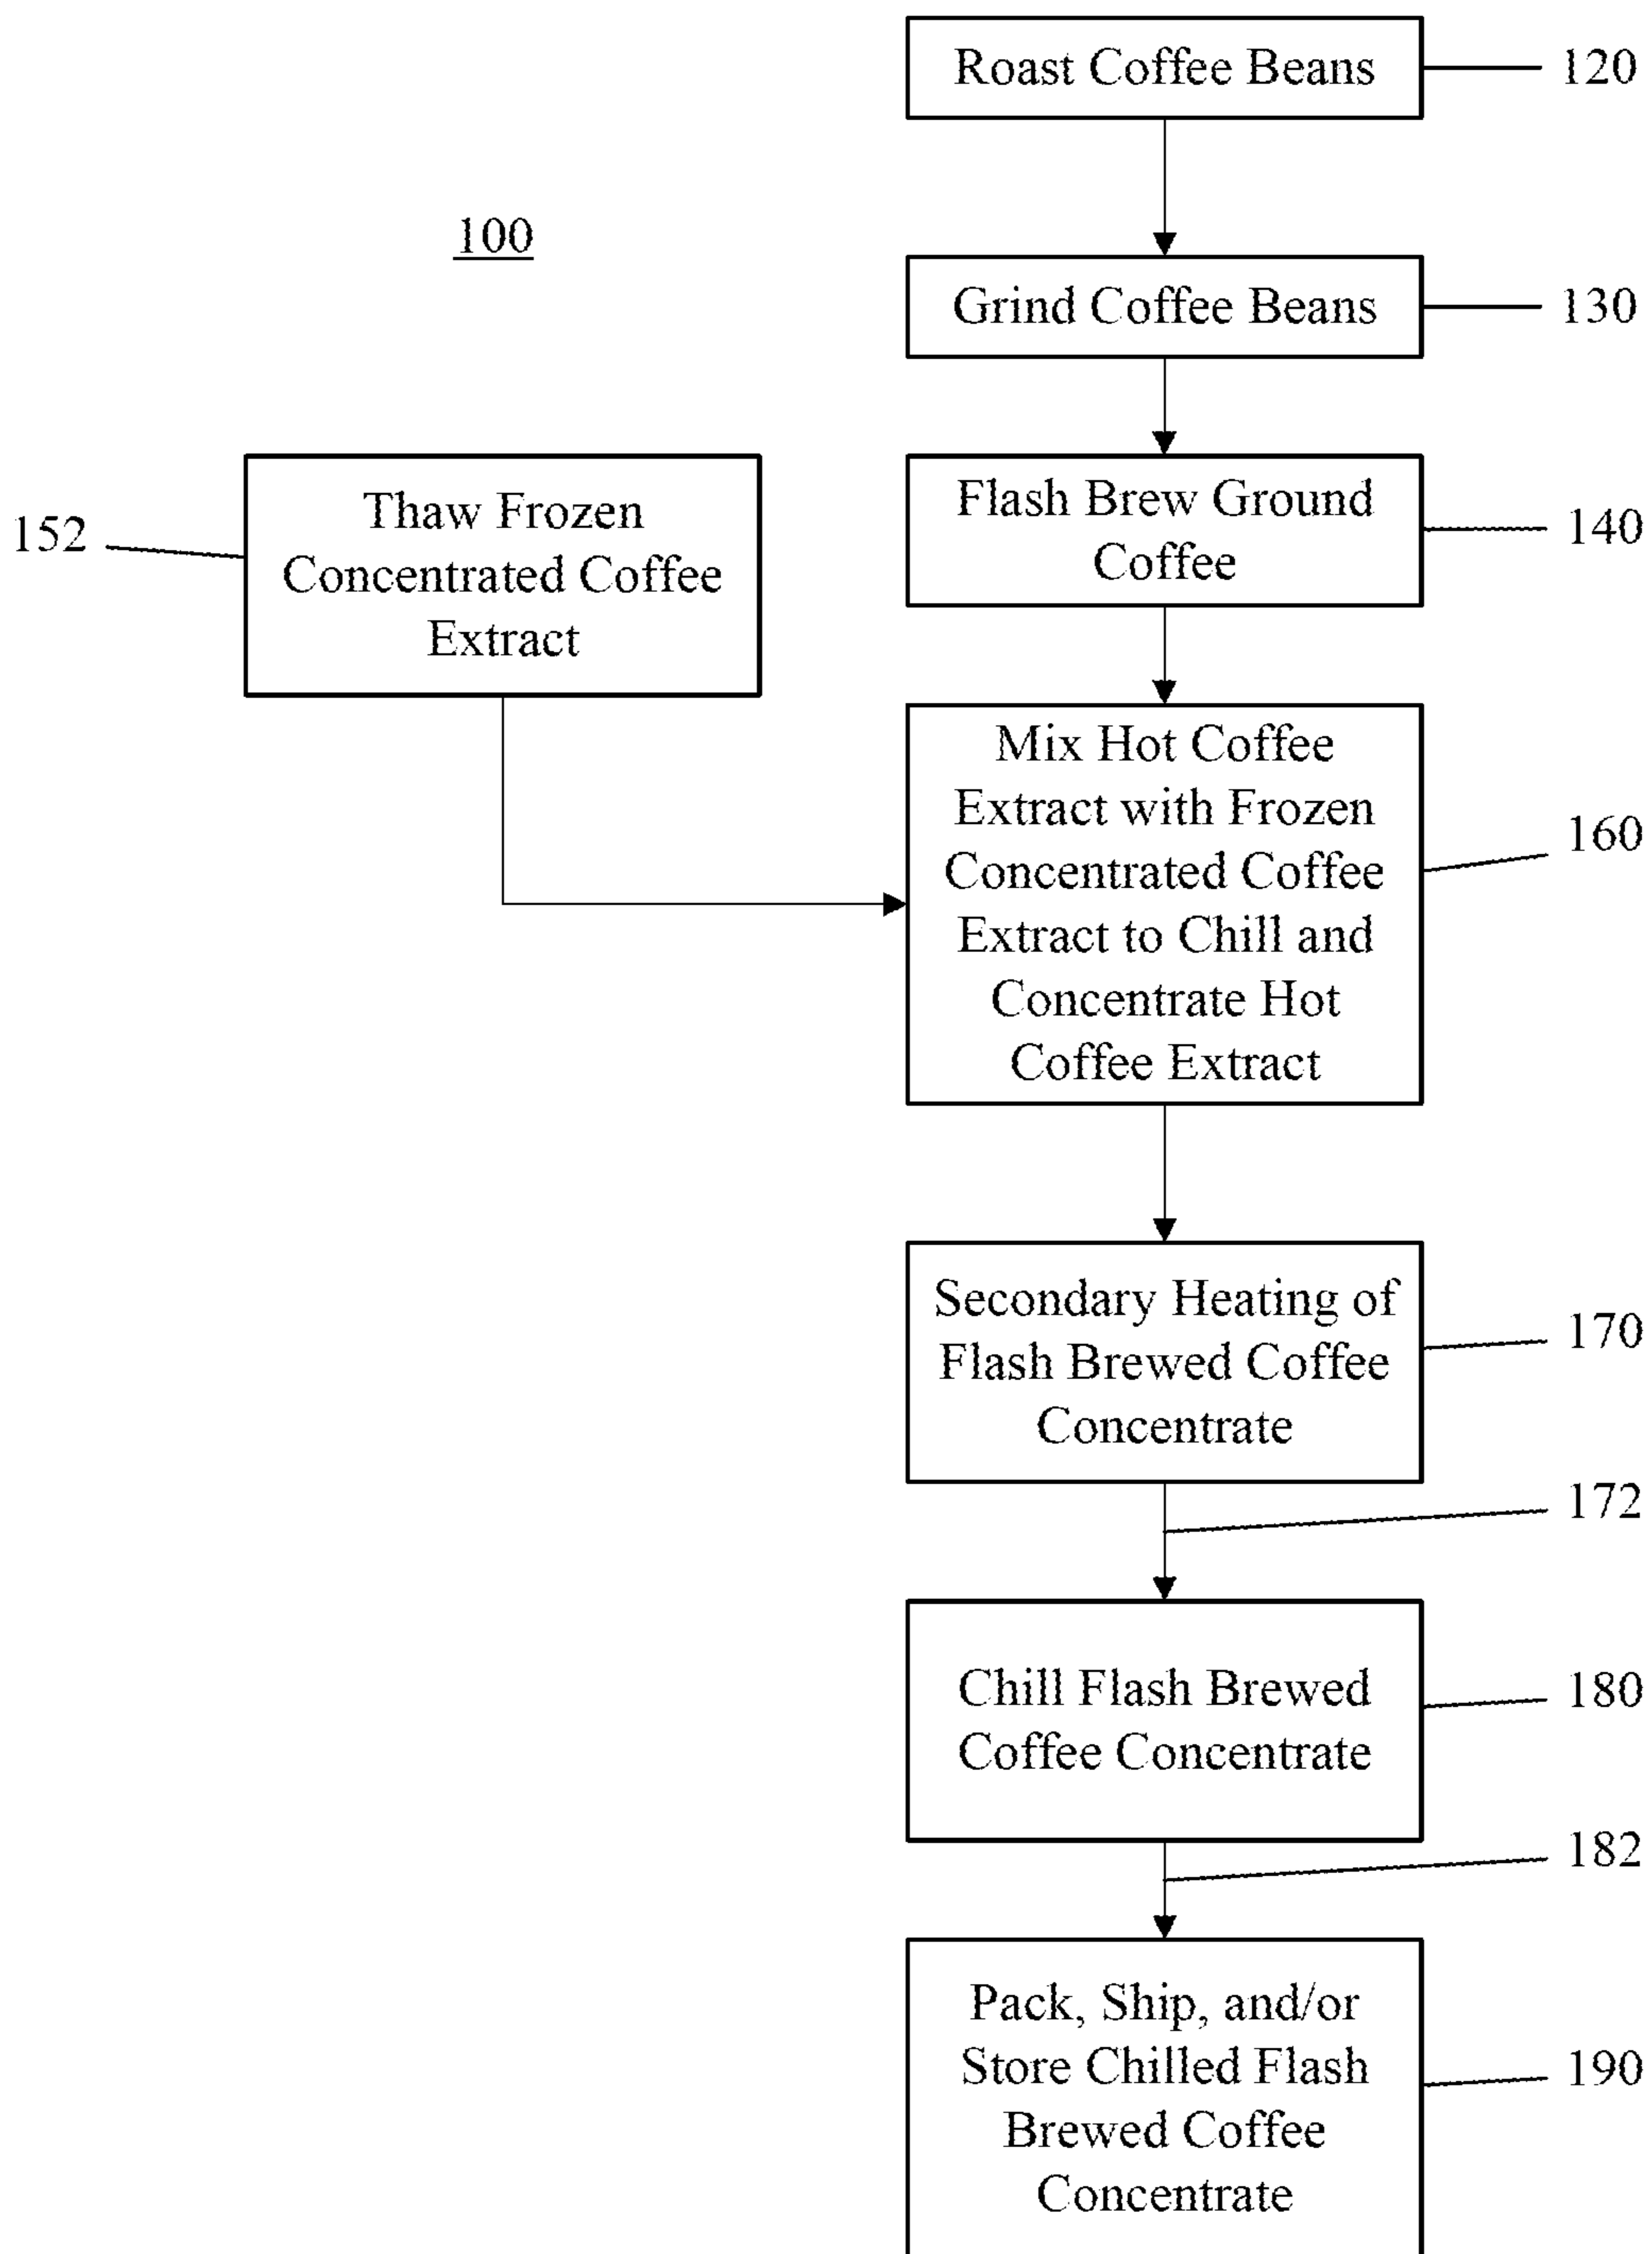 Roast Coffee Beans
120
100
Grind Coffee Beans
130
Thaw Frozen
Concentrated Coffee
Extract
152
Flash Brew Ground
Coffee
140
Mix Hot Coffee
Extract with Frozen
Concentrated Coffee
Extract to Chill and
Concentrate Hot
Coffee Extract
160
Secondary Heating of
Flash Brewed Coffee
Concentrate
170
172
Chill Flash Brewed
Coffee Concentrate
180
182
Pack, Ship, and/or
Store Chilled Flash
Brewed Coffee
Concentrate
190